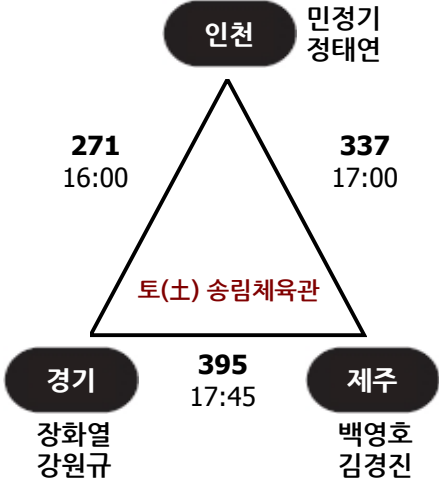 인천
민정기
정태연
271
16:00
337
17:00
토(土) 송림체육관
경기
395
17:45
제주
장화열
강원규
백영호
김경진